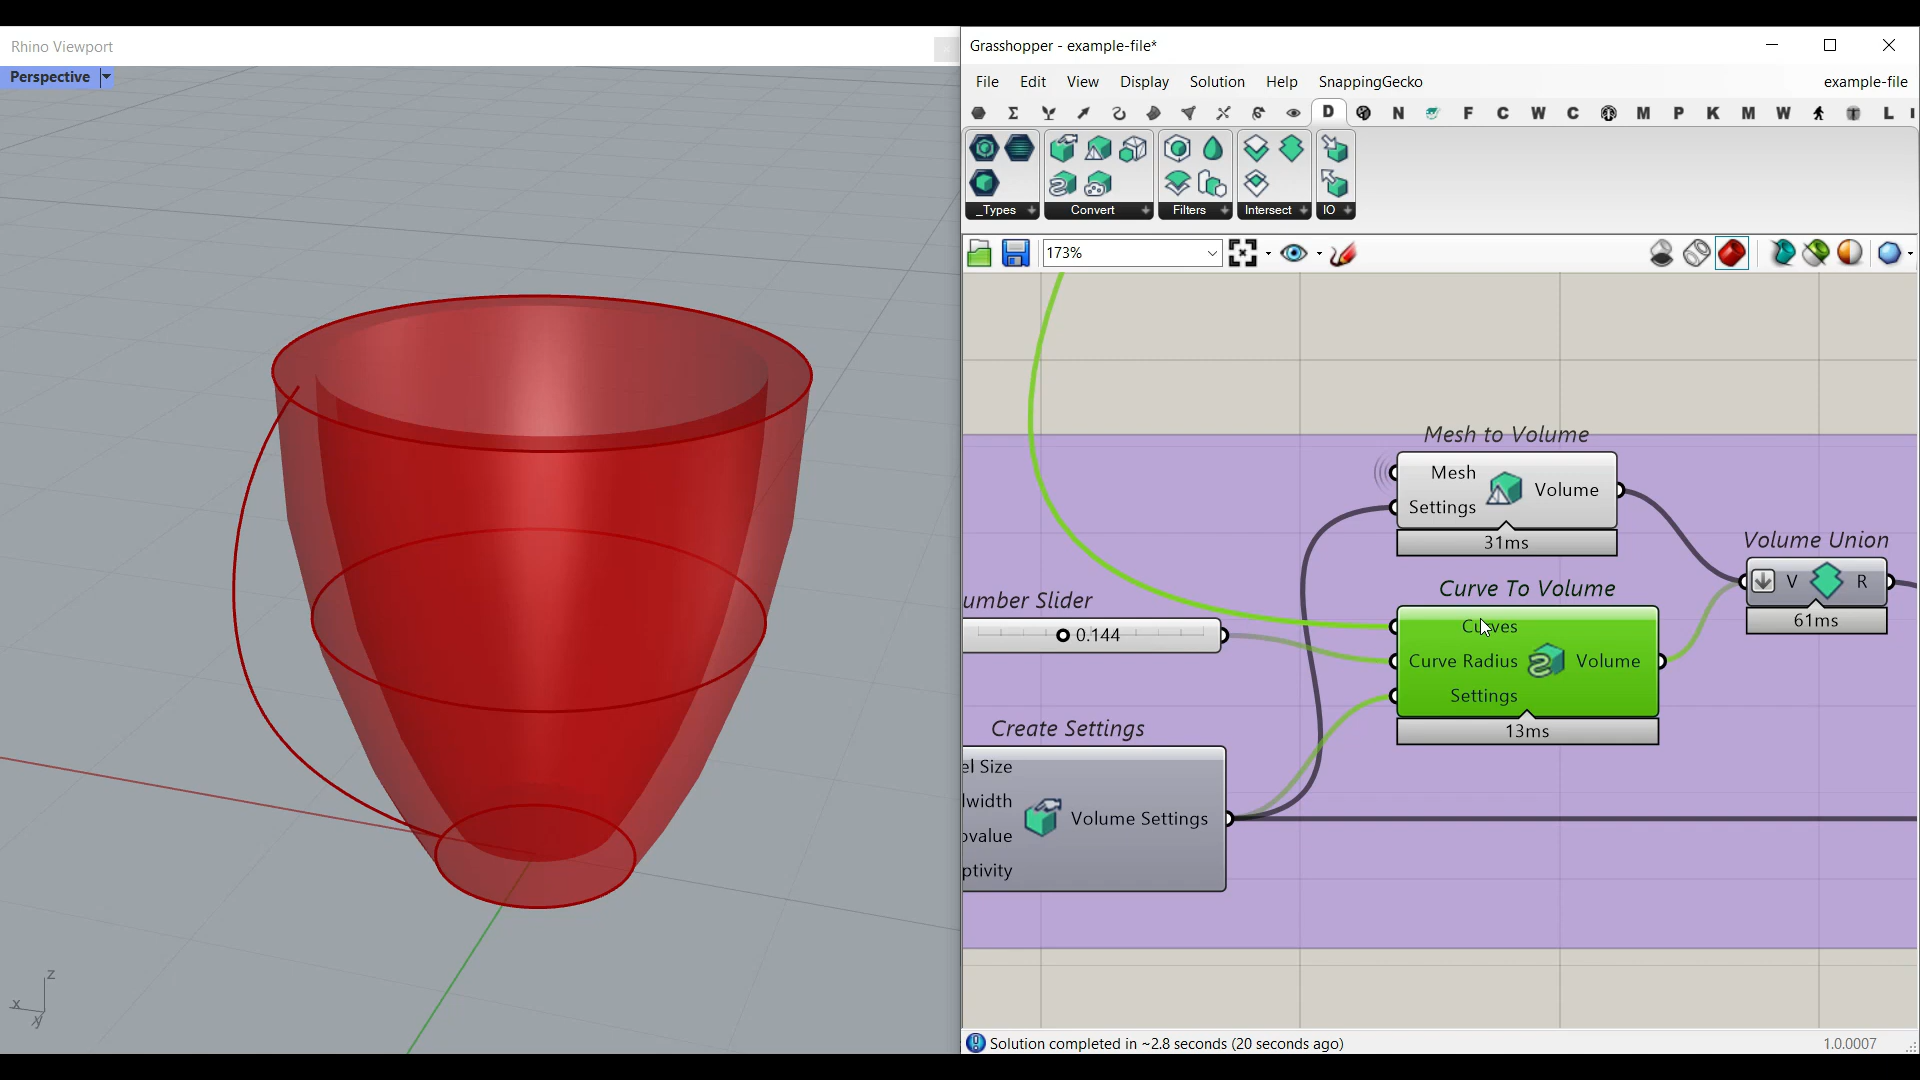 Rhino Viewport
Perspective
z
x
y
Grasshopper - example-file*
File Edit View Display Solution Help SnappingGecko example-file
D N F C W C M P K M W L
_Types + Convert + Filters + Intersect + IO +
173%
Mesh to Volume
Mesh
Settings
Volume
31ms
Volume Union
V R
61ms
Curve To Volume
Curves
Curve Radius
Settings
Volume
13ms
umber Slider
0.144
Create Settings
el Size
lwidth
ovalue
ptivity
Volume Settings
Solution completed in ~2.8 seconds (20 seconds ago)
1.0.0007